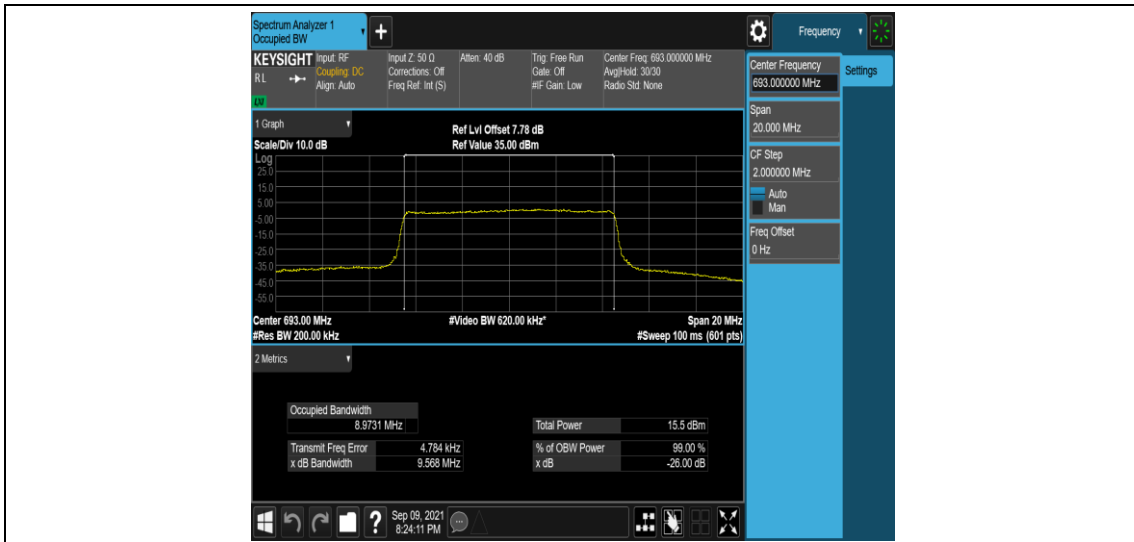 Spectrum Analyzer 1
Occupied BW
+
Frequency
KEYSIGHT
RL
LXI
Input: RF
Coupling: DC
Align: Auto
Input Z: 50 Ω
Corrections: Off
Freq Ref: Int (S)
Atten: 40 dB
Trig: Free Run
Gate: Off
#IF Gain: Low
Center Freq: 693.000000 MHz
Avg|Hold: 30/30
Radio Std: None
Center Frequency
693.000000 MHz
Settings
Span
20.000 MHz
CF Step
2.000000 MHz
Auto
Man
Freq Offset
0 Hz
1 Graph
Scale/Div 10.0 dB
Ref Lvl Offset 7.78 dB
Ref Value 35.00 dBm
Log
25.0
15.0
5.00
-5.00
-15.0
-25.0
-35.0
-45.0
-55.0
Center 693.00 MHz
#Video BW 620.00 kHz*
Span 20 MHz
#Res BW 200.00 kHz
#Sweep 100 ms (601 pts)
2 Metrics
Occupied Bandwidth
8.9731 MHz
Total Power 15.5 dBm
Transmit Freq Error 4.784 kHz
% of OBW Power 99.00 %
x dB Bandwidth 9.568 MHz
x dB -26.00 dB
?
Sep 09, 2021
8:24:11 PM